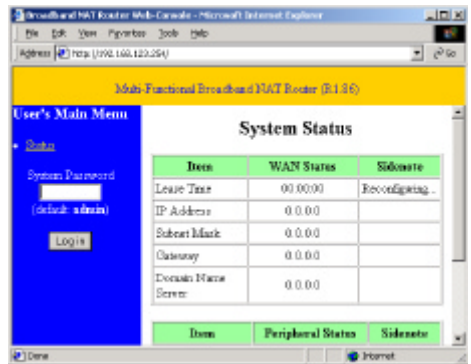 Broadband NAT Router Web-Console - Microsoft Internet Explorer
File Edit View Favorites Tools Help
Address http://192.168.123.254/ Go
Multi-Functional Broadband NAT Router (R1.86)
User's Main Menu
Status
System Password
(default: admin)
Log in
System Status
Item WAN Status Sidenote
Lease Time 00:00:00 Reconfiguring...
IP Address 0.0.0.0
Subnet Mask 0.0.0.0
Gateway 0.0.0.0
Domain Name Server 0.0.0.0
Item Peripheral Status Sidenote
Done Internet